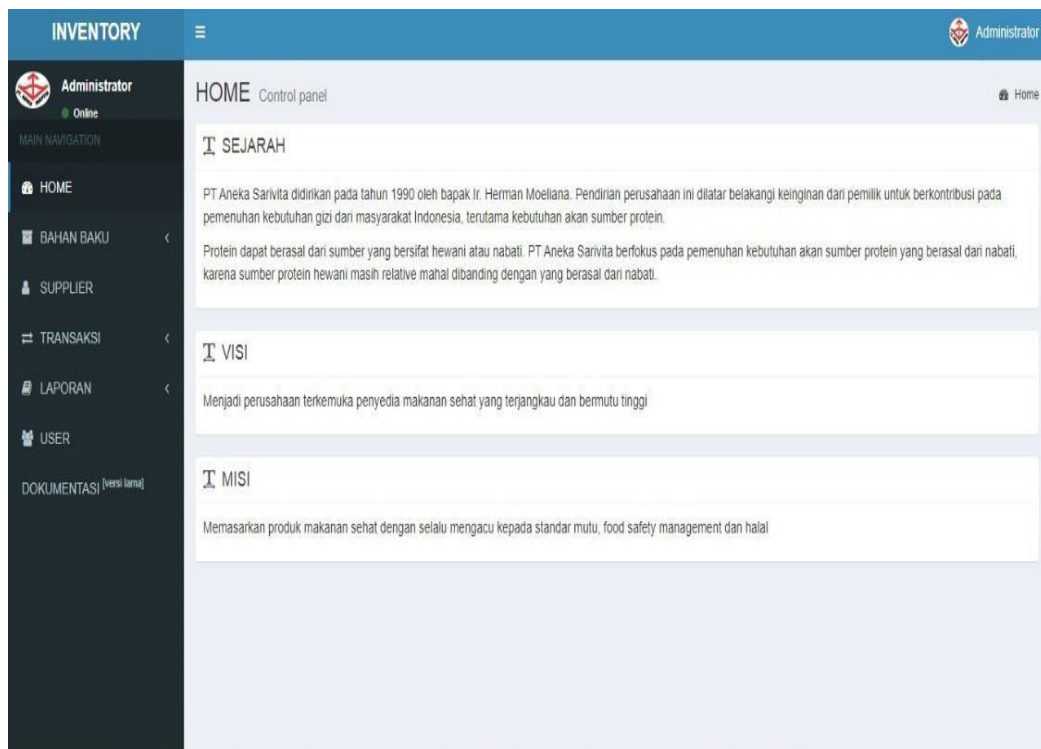 INVENTORY
Administrator
Administrator
Online
MAIN NAVIGATION
HOME
BAHAN BAKU
SUPPLIER
TRANSAKSI
LAPORAN
USER
DOKUMENTASI [versi lama]
HOME Control panel
Home
SEJARAH
PT Aneka Sarivita didirikan pada tahun 1990 oleh bapak Ir. Herman Moeliana. Pendirian perusahaan ini dilatar belakangi keinginan dari pemilik untuk berkontribusi pada
pemenuhan kebutuhan gizi dari masyarakat Indonesia, terutama kebutuhan akan sumber protein.
Protein dapat berasal dari sumber yang bersifat hewani atau nabati. PT Aneka Sarivita berfokus pada pemenuhan kebutuhan akan sumber protein yang berasal dari nabati,
karena sumber protein hewani masih relative mahal dibanding dengan yang berasal dari nabati.
VISI
Menjadi perusahaan terkemuka penyedia makanan sehat yang terjangkau dan bermutu tinggi
MISI
Memasarkan produk makanan sehat dengan selalu mengacu kepada standar mutu, food safety management dan halal